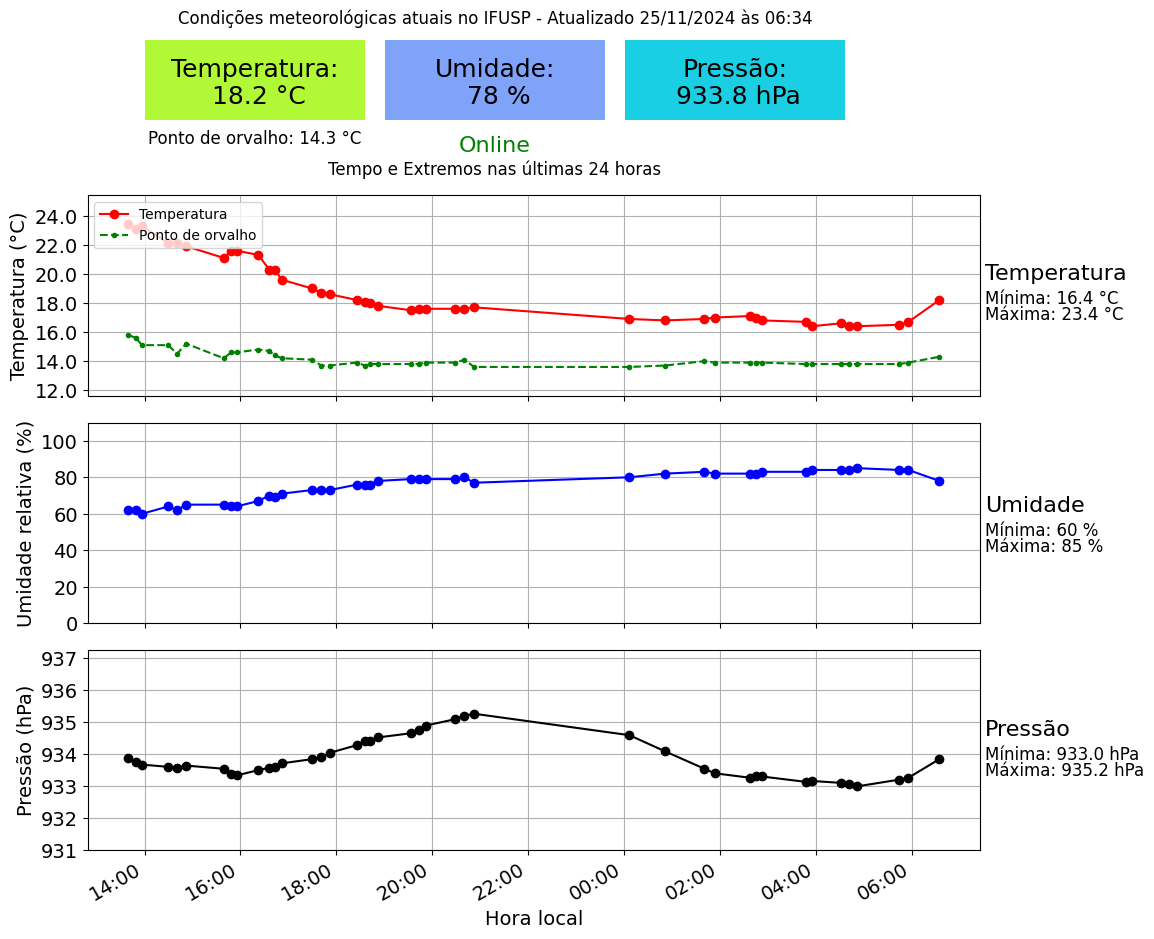 Condições meteorológicas atuais no IFUSP - Atualizado 25/11/2024 às 06:34
Temperatura:
18.2 °C
Umidade:
78 %
Pressão:
933.8 hPa
Ponto de orvalho: 14.3 °C
Online
Tempo e Extremos nas últimas 24 horas
Temperatura (°C)
24.0
22.0
20.0
18.0
16.0
14.0
12.0
Temperatura
Ponto de orvalho
Temperatura
Mínima: 16.4 °C
Máxima: 23.4 °C
Umidade relativa (%)
100
80
60
40
20
0
Umidade
Mínima: 60 %
Máxima: 85 %
Pressão (hPa)
937
936
935
934
933
932
931
Pressão
Mínima: 933.0 hPa
Máxima: 935.2 hPa
14:00 16:00 18:00 20:00 22:00 00:00 02:00 04:00 06:00
Hora local